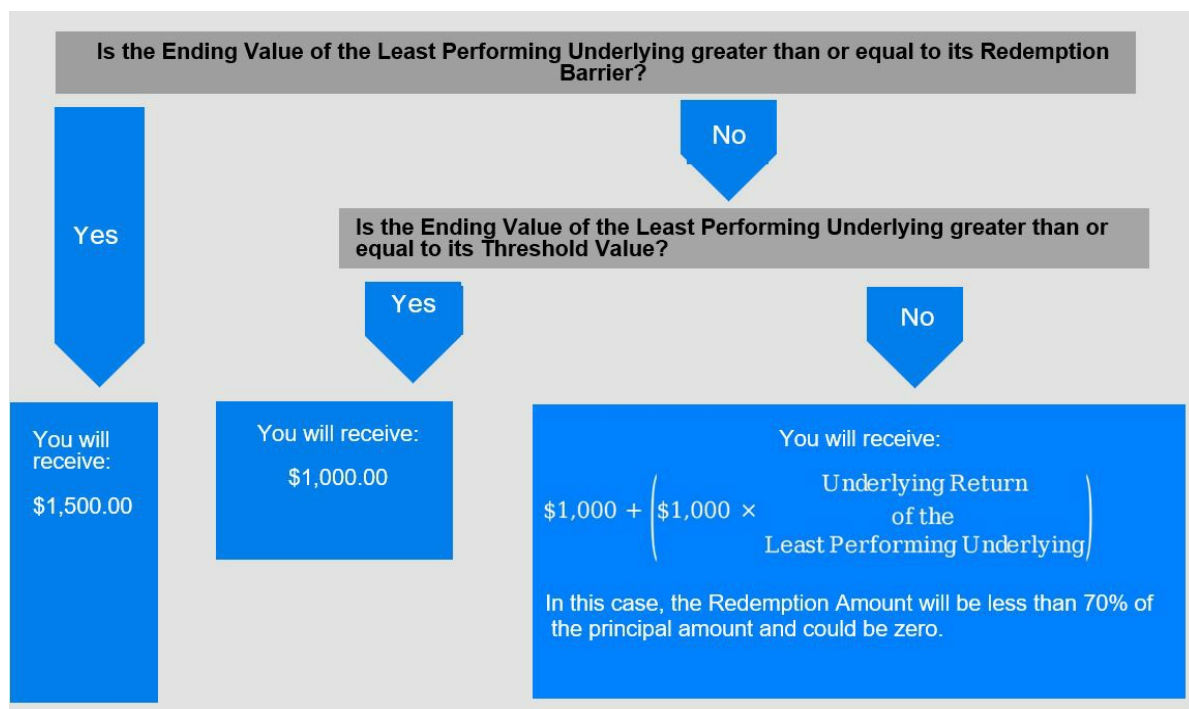 Is the Ending Value of the Least Performing Underlying greater than or equal to its Redemption
Barrier?
Yes
No
Is the Ending Value of the Least Performing Underlying greater than or
equal to its Threshold Value?
Yes
No
You will
receive:
$1,500.00
You will receive:
$1,000.00
You will receive:
$1,000 + ($1,000 × Underlying Return
of the
Least Performing Underlying)
In this case, the Redemption Amount will be less than 70% of
the principal amount and could be zero.